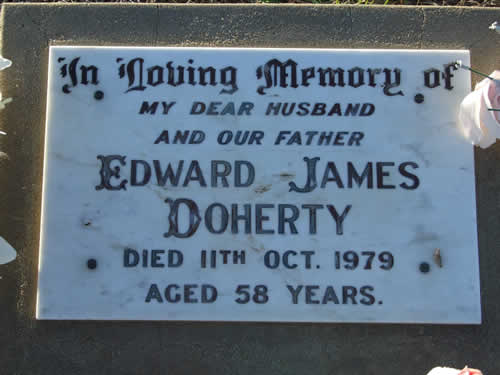 In Loving Memory of
MY DEAR HUSBAND
AND OUR FATHER
EDWARD JAMES
DOHERTY
DIED 11TH OCT. 1979
AGED 58 YEARS.